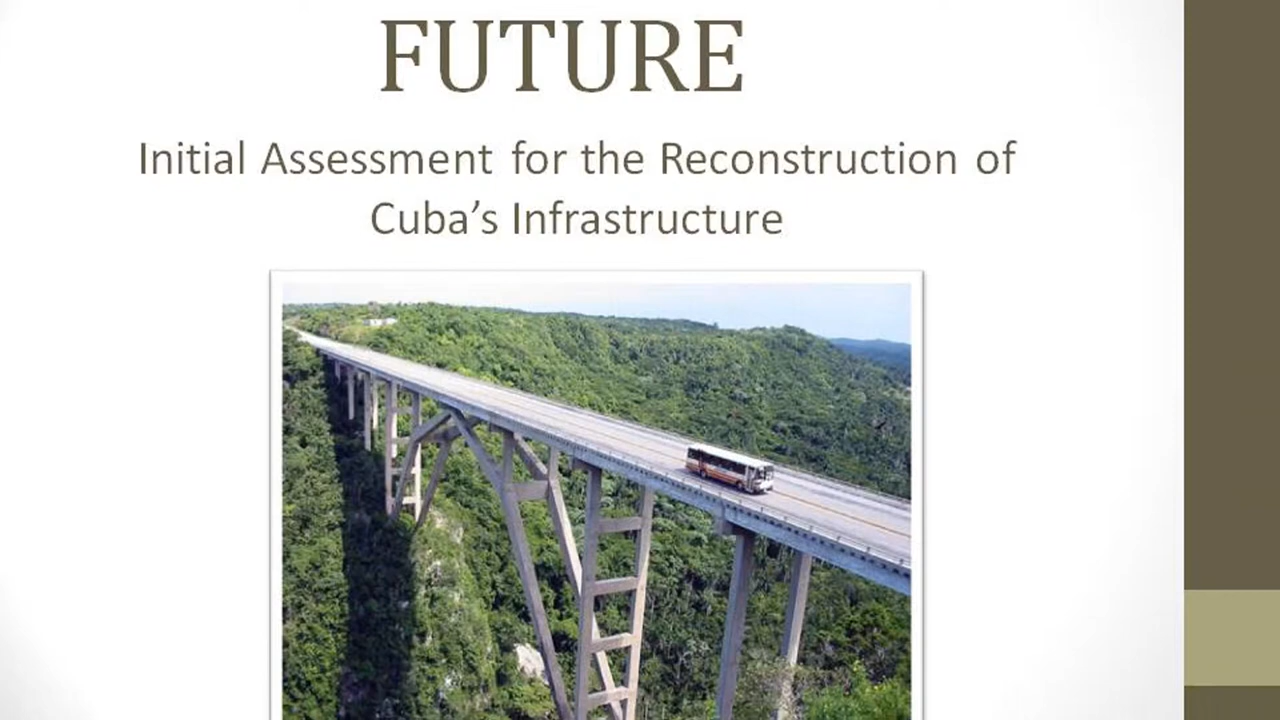 FUTURE
Initial Assessment for the Reconstruction of
Cuba’s Infrastructure